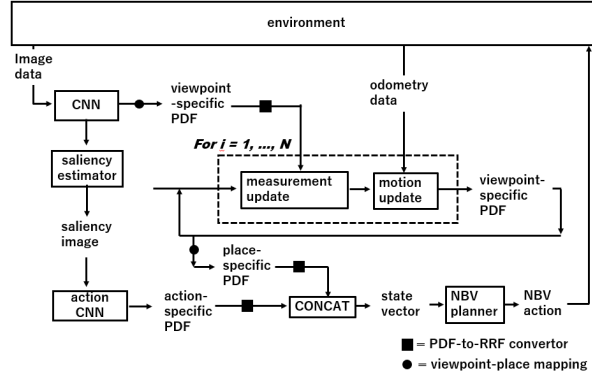 environment
Image
data
CNN
viewpoint
-specific
PDF
odometry
data
For i = 1, ..., N
saliency
estimator
measurement
update
motion
update
viewpoint-
specific
PDF
saliency
image
place-
specific
PDF
action
CNN
action-
specific
PDF
CONCAT
state
vector
NBV
planner
NBV
action
= PDF-to-RRF convertor
= viewpoint-place mapping